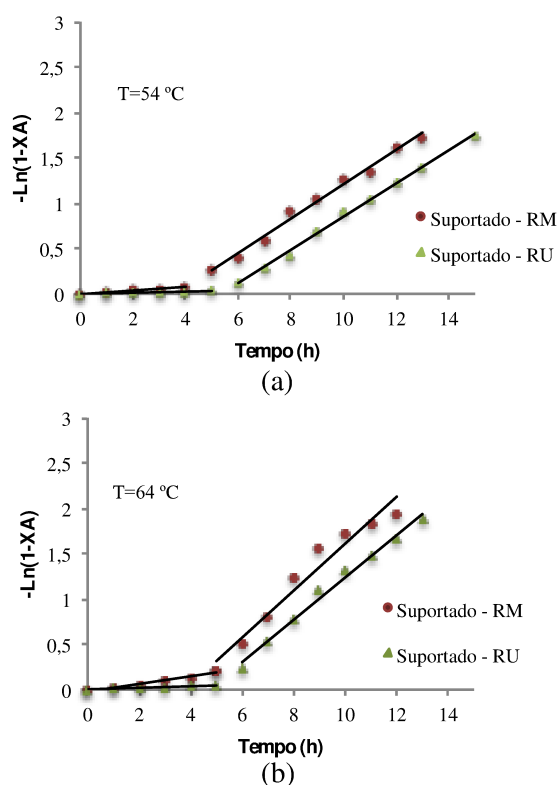 3
2,5
2
1,5
1
0,5
0
-Ln(1-XA)
T=54 ºC
Suportado - RM
Suportado - RU
0 2 4 6 8 10 12 14
Tempo (h)
(a)
3
2,5
2
1,5
1
0,5
0
-Ln(1-XA)
T=64 ºC
Suportado - RM
Suportado - RU
0 2 4 6 8 10 12 14
Tempo (h)
(b)